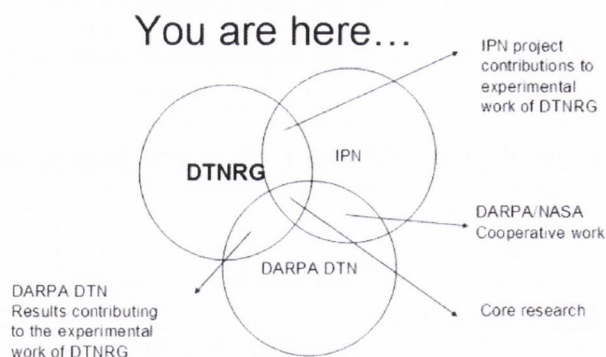 You are here...
IPN project
contributions to
experimental
work of DTNRG
IPN
DTNRG
DARPA/NASA
Cooperative work
DARPA DTN
DARPA DTN
Results contributing
to the experimental
work of DTNRG
Core research